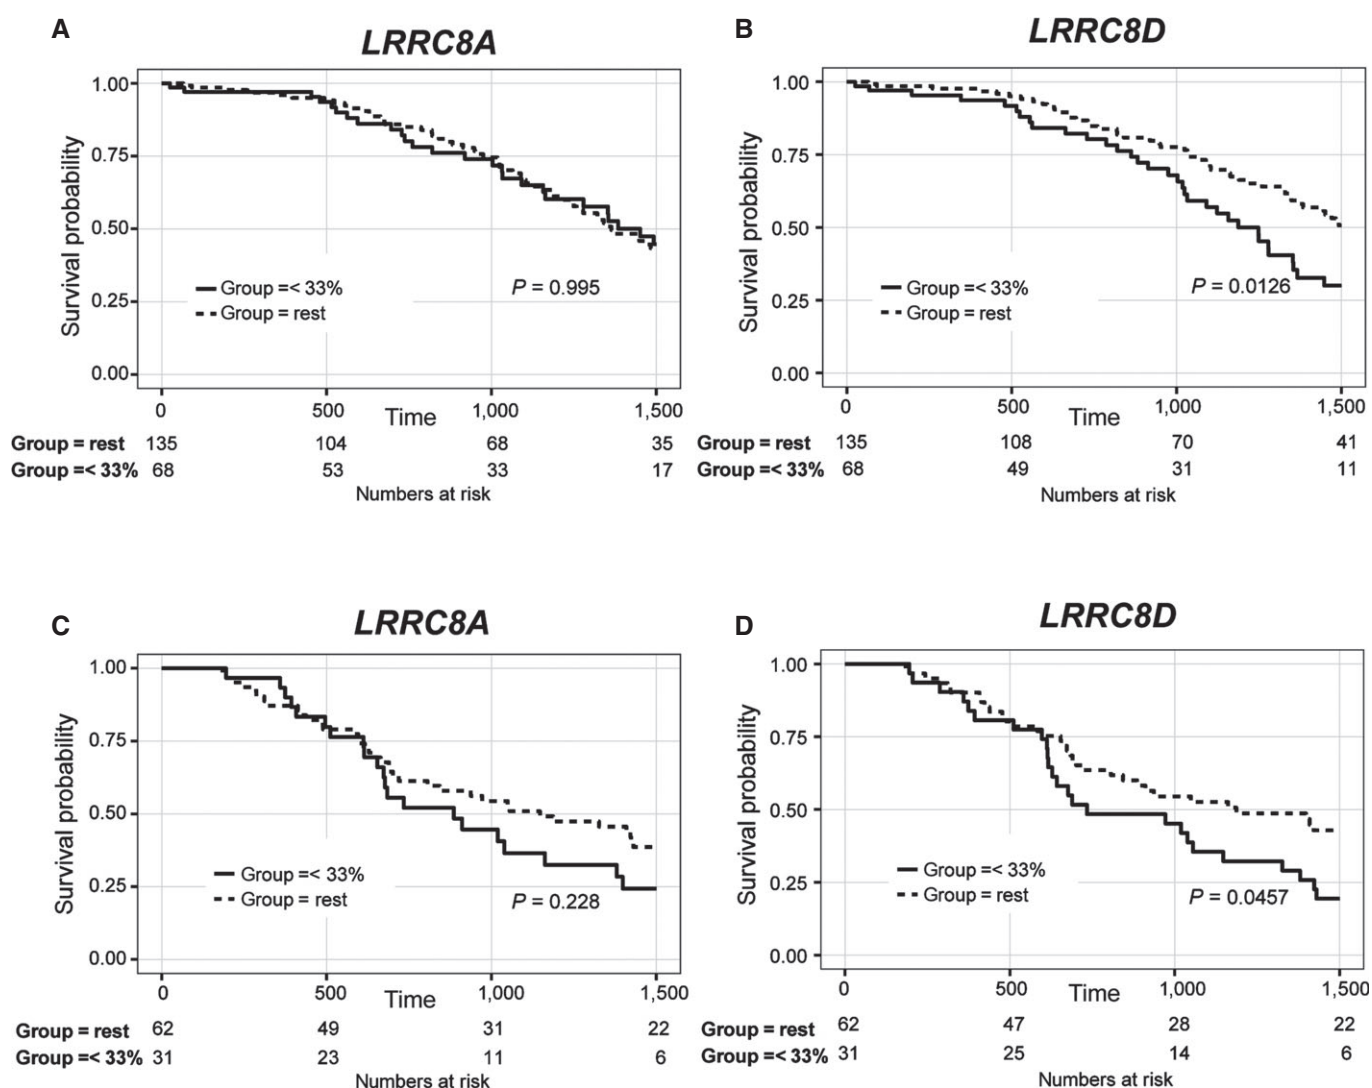 A
LRRC8A
Survival probability
1.00
0.75
0.50
0.25
0.00
Group =< 33%
Group = rest
P = 0.995
0 500 1,000 1,500
Time
Group = rest 135 104 68 35
Group =< 33% 68 53 33 17
Numbers at risk
B
LRRC8D
Survival probability
1.00
0.75
0.50
0.25
0.00
Group =< 33%
Group = rest
P = 0.0126
0 500 1,000 1,500
Time
Group = rest 135 108 70 41
Group =< 33% 68 49 31 11
Numbers at risk
C
LRRC8A
Survival probability
1.00
0.75
0.50
0.25
0.00
Group =< 33%
Group = rest
P = 0.228
0 500 1,000 1,500
Time
Group = rest 62 49 31 22
Group =< 33% 31 23 11 6
Numbers at risk
D
LRRC8D
Survival probability
1.00
0.75
0.50
0.25
0.00
Group =< 33%
Group = rest
P = 0.0457
0 500 1,000 1,500
Time
Group = rest 62 47 28 22
Group =< 33% 31 25 14 6
Numbers at risk